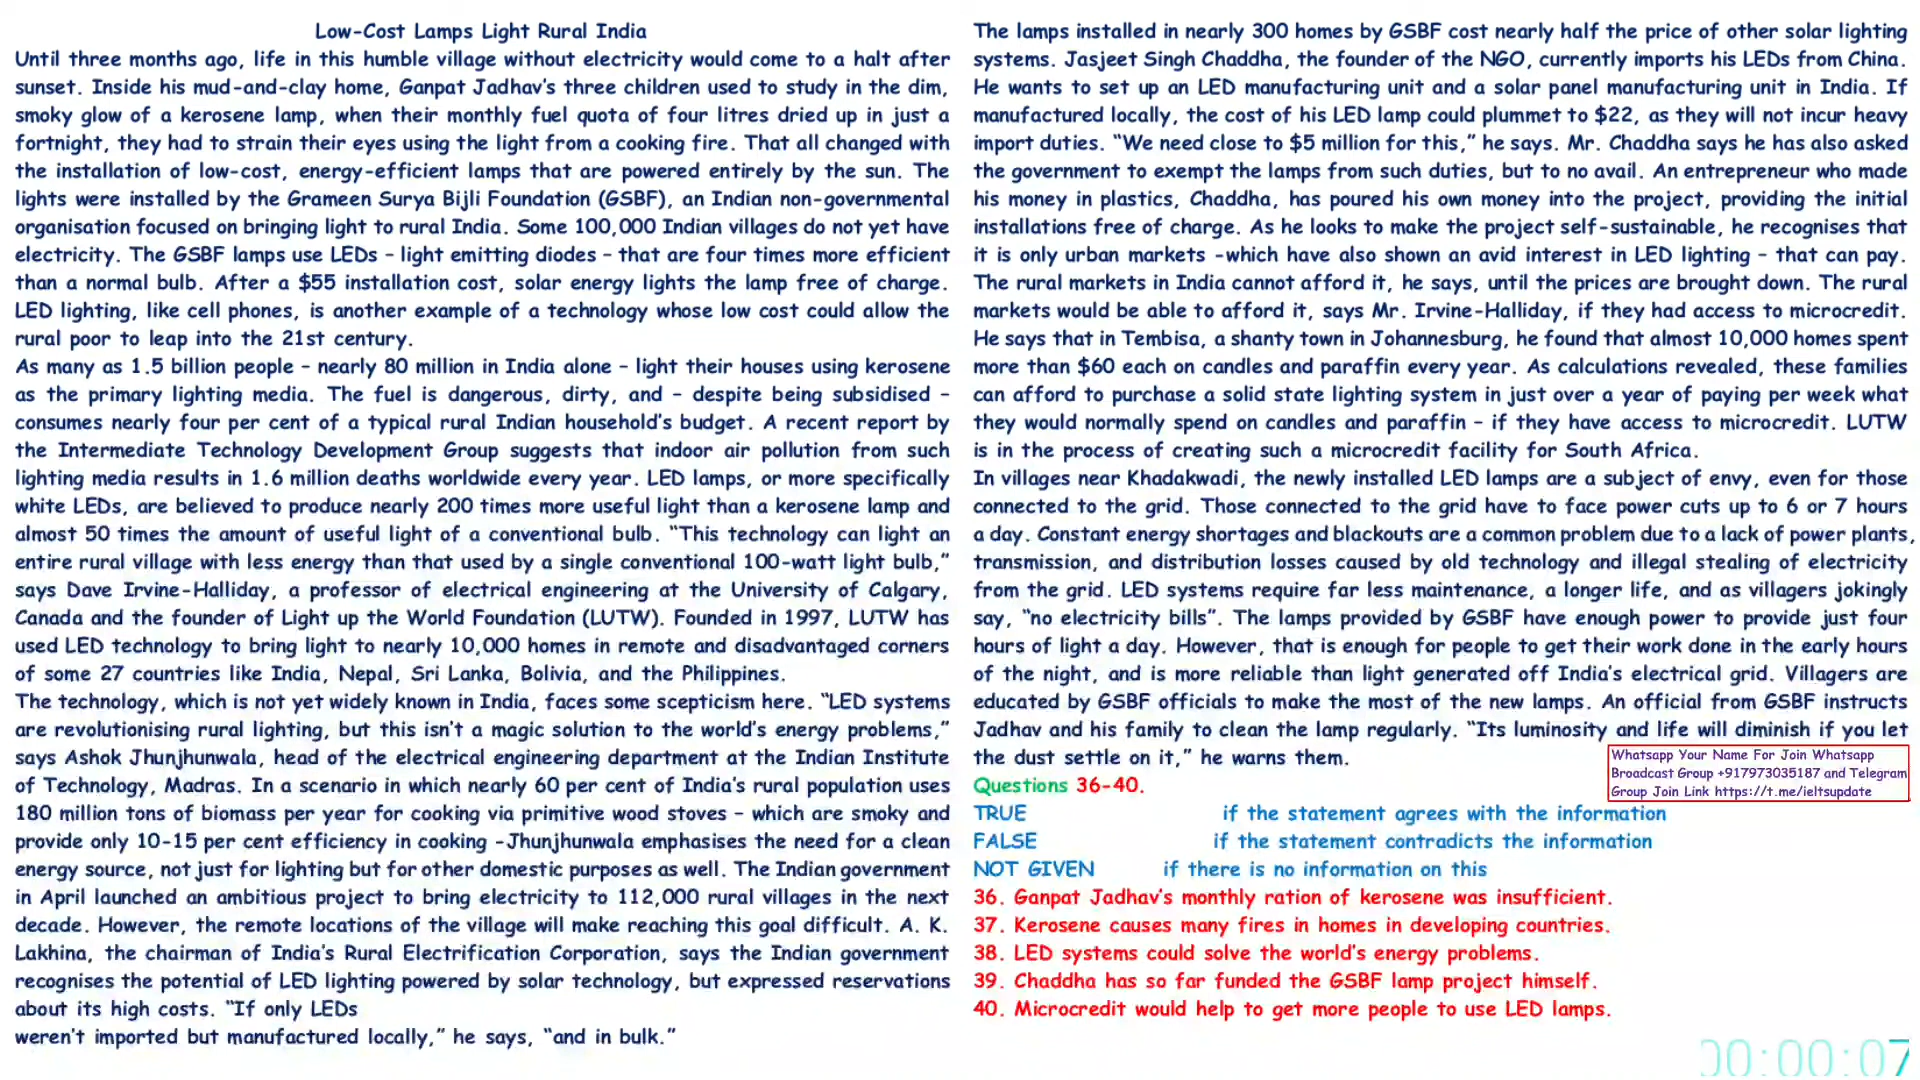 Low-Cost Lamps Light Rural India
Until three months ago, life in this humble village without electricity would come to a halt after
sunset. Inside his mud-and-clay home, Ganpat Jadhav's three children used to study in the dim,
smoky glow of a kerosene lamp, when their monthly fuel quota of four litres dried up in just a
fortnight, they had to strain their eyes using the light from a cooking fire. That all changed with
the installation of low-cost, energy-efficient lamps that are powered entirely by the sun. The
lights were installed by the Grameen Surya Bijli Foundation (GSBF), an Indian non-governmental
organisation focused on bringing light to rural India. Some 100,000 Indian villages do not yet have
electricity. The GSBF lamps use LEDs – light emitting diodes – that are four times more efficient
than a normal bulb. After a $55 installation cost, solar energy lights the lamp free of charge.
LED lighting, like cell phones, is another example of a technology whose low cost could allow the
rural poor to leap into the 21st century.
As many as 1.5 billion people – nearly 80 million in India alone – light their houses using kerosene
as the primary lighting media. The fuel is dangerous, dirty, and – despite being subsidised –
consumes nearly four per cent of a typical rural Indian household's budget. A recent report by
the Intermediate Technology Development Group suggests that indoor air pollution from such
lighting media results in 1.6 million deaths worldwide every year. LED lamps, or more specifically
white LEDs, are believed to produce nearly 200 times more useful light than a kerosene lamp and
almost 50 times the amount of useful light of a conventional bulb. "This technology can light an
entire rural village with less energy than that used by a single conventional 100-watt light bulb,"
says Dave Irvine-Halliday, a professor of electrical engineering at the University of Calgary,
Canada and the founder of Light up the World Foundation (LUTW). Founded in 1997, LUTW has
used LED technology to bring light to nearly 10,000 homes in remote and disadvantaged corners
of some 27 countries like India, Nepal, Sri Lanka, Bolivia, and the Philippines.
The technology, which is not yet widely known in India, faces some scepticism here. "LED systems
are revolutionising rural lighting, but this isn't a magic solution to the world's energy problems,"
says Ashok Jhunjhunwala, head of the electrical engineering department at the Indian Institute
of Technology, Madras. In a scenario in which nearly 60 per cent of India's rural population uses
180 million tons of biomass per year for cooking via primitive wood stoves – which are smoky and
provide only 10-15 per cent efficiency in cooking -Jhunjhunwala emphasises the need for a clean
energy source, not just for lighting but for other domestic purposes as well. The Indian government
in April launched an ambitious project to bring electricity to 112,000 rural villages in the next
decade. However, the remote locations of the village will make reaching this goal difficult. A. K.
Lakhina, the chairman of India's Rural Electrification Corporation, says the Indian government
recognises the potential of LED lighting powered by solar technology, but expressed reservations
about its high costs. "If only LEDs
weren't imported but manufactured locally," he says, "and in bulk."
The lamps installed in nearly 300 homes by GSBF cost nearly half the price of other solar lighting
systems. Jasjeet Singh Chaddha, the founder of the NGO, currently imports his LEDs from China.
He wants to set up an LED manufacturing unit and a solar panel manufacturing unit in India. If
manufactured locally, the cost of his LED lamp could plummet to $22, as they will not incur heavy
import duties. "We need close to $5 million for this," he says. Mr. Chaddha says he has also asked
the government to exempt the lamps from such duties, but to no avail. An entrepreneur who made
his money in plastics, Chaddha, has poured his own money into the project, providing the initial
installations free of charge. As he looks to make the project self-sustainable, he recognises that
it is only urban markets -which have also shown an avid interest in LED lighting – that can pay.
The rural markets in India cannot afford it, he says, until the prices are brought down. The rural
markets would be able to afford it, says Mr. Irvine-Halliday, if they had access to microcredit.
He says that in Tembisa, a shanty town in Johannesburg, he found that almost 10,000 homes spent
more than $60 each on candles and paraffin every year. As calculations revealed, these families
can afford to purchase a solid state lighting system in just over a year of paying per week what
they would normally spend on candles and paraffin – if they have access to microcredit. LUTW
is in the process of creating such a microcredit facility for South Africa.
In villages near Khadakwadi, the newly installed LED lamps are a subject of envy, even for those
connected to the grid. Those connected to the grid have to face power cuts up to 6 or 7 hours
a day. Constant energy shortages and blackouts are a common problem due to a lack of power plants,
transmission, and distribution losses caused by old technology and illegal stealing of electricity
from the grid. LED systems require far less maintenance, a longer life, and as villagers jokingly
say, "no electricity bills". The lamps provided by GSBF have enough power to provide just four
hours of light a day. However, that is enough for people to get their work done in the early hours
of the night, and is more reliable than light generated off India's electrical grid. Villagers are
educated by GSBF officials to make the most of the new lamps. An official from GSBF instructs
Jadhav and his family to clean the lamp regularly. "Its luminosity and life will diminish if you let
the dust settle on it," he warns them.
Whatsapp Your Name For Join Whatsapp
Broadcast Group +917973035187 and Telegram
Group Join Link https://t.me/ieltsupdate
Questions 36-40.
TRUE if the statement agrees with the information
FALSE if the statement contradicts the information
NOT GIVEN if there is no information on this
36. Ganpat Jadhav's monthly ration of kerosene was insufficient.
37. Kerosene causes many fires in homes in developing countries.
38. LED systems could solve the world's energy problems.
39. Chaddha has so far funded the GSBF lamp project himself.
40. Microcredit would help to get more people to use LED lamps.
00:00:07